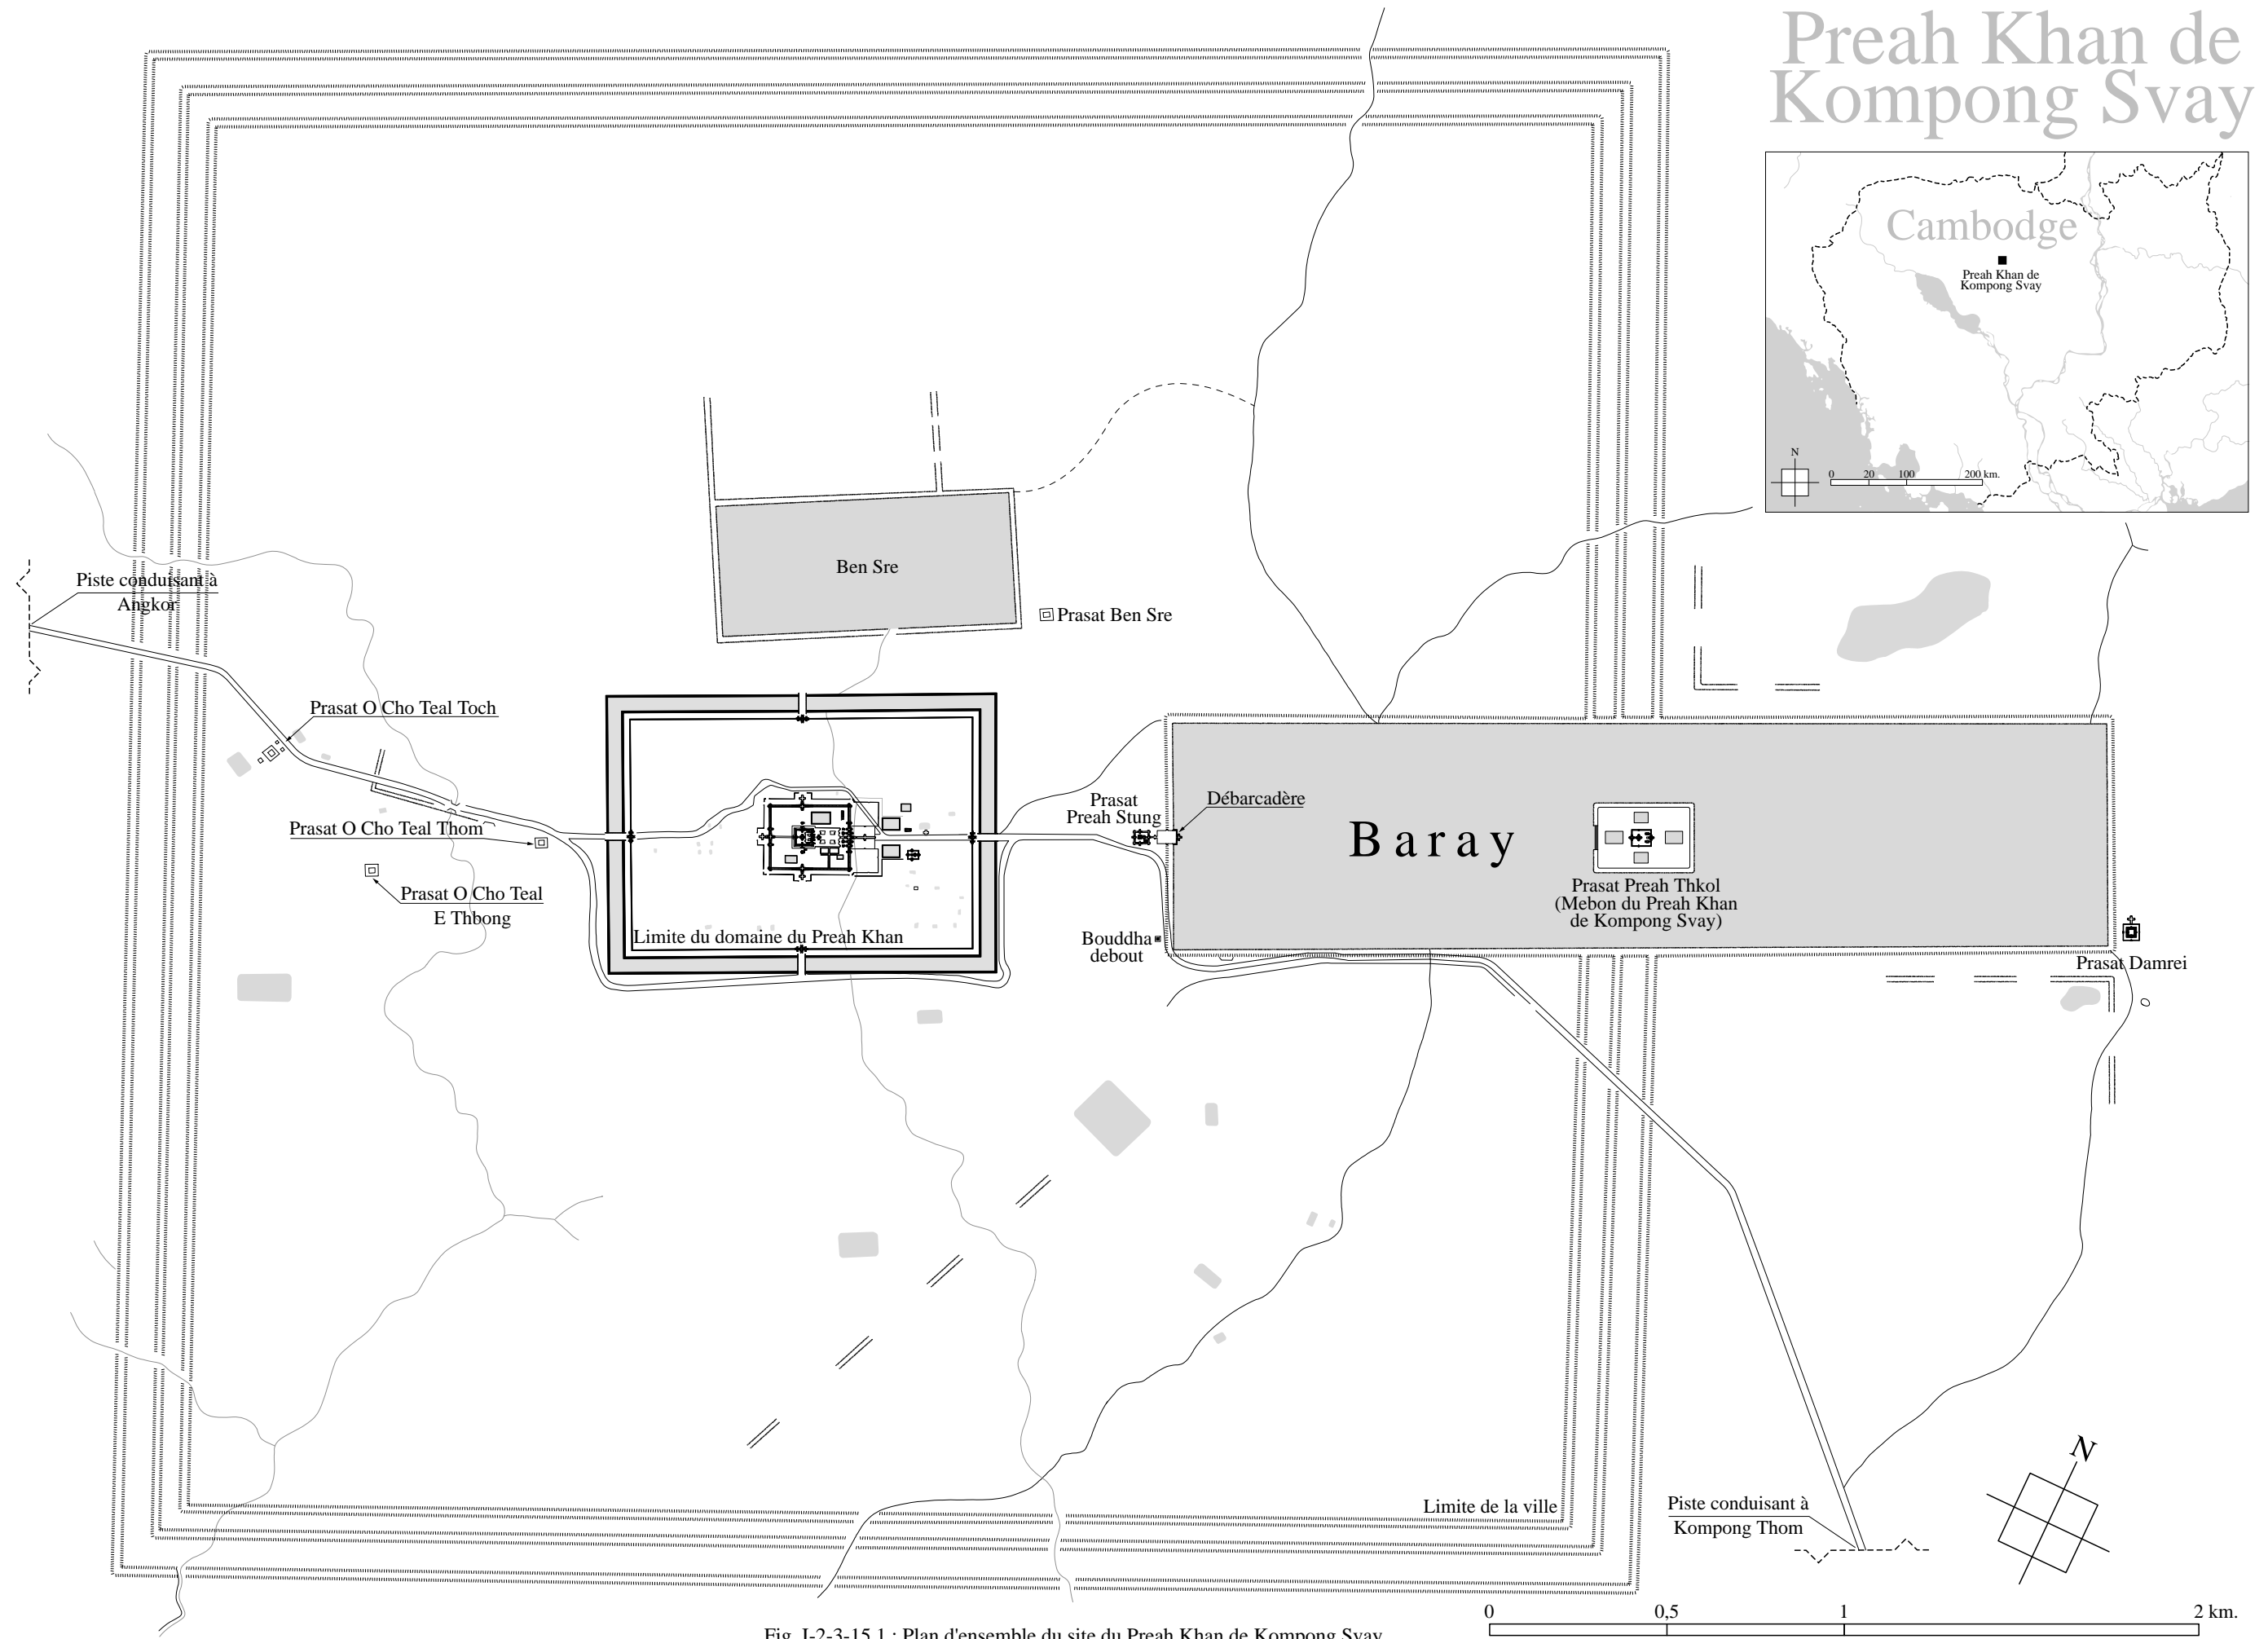 Preah Khan de
Kompong Svay
Cambodge
Preah Khan de
Kompong Svay
N
0 20 100 200 km.
Piste conduisant à
Angkor
Ben Sre
Prasat Ben Sre
Prasat O Cho Teal Toch
Prasat O Cho Teal Thom
Prasat O Cho Teal
E Thbong
Limite du domaine du Preah Khan
Prasat
Preah Stung
Débarcadère
Baray
Prasat Preah Thkol
(Mebon du Preah Khan
de Kompong Svay)
Bouddha
debout
Prasat Damrei
Limite de la ville
Piste conduisant à
Kompong Thom
N
0 0,5 1 2 km.
Fig. I-2-3-15.1 : Plan d'ensemble du site du Preah Khan de Kompong Svay